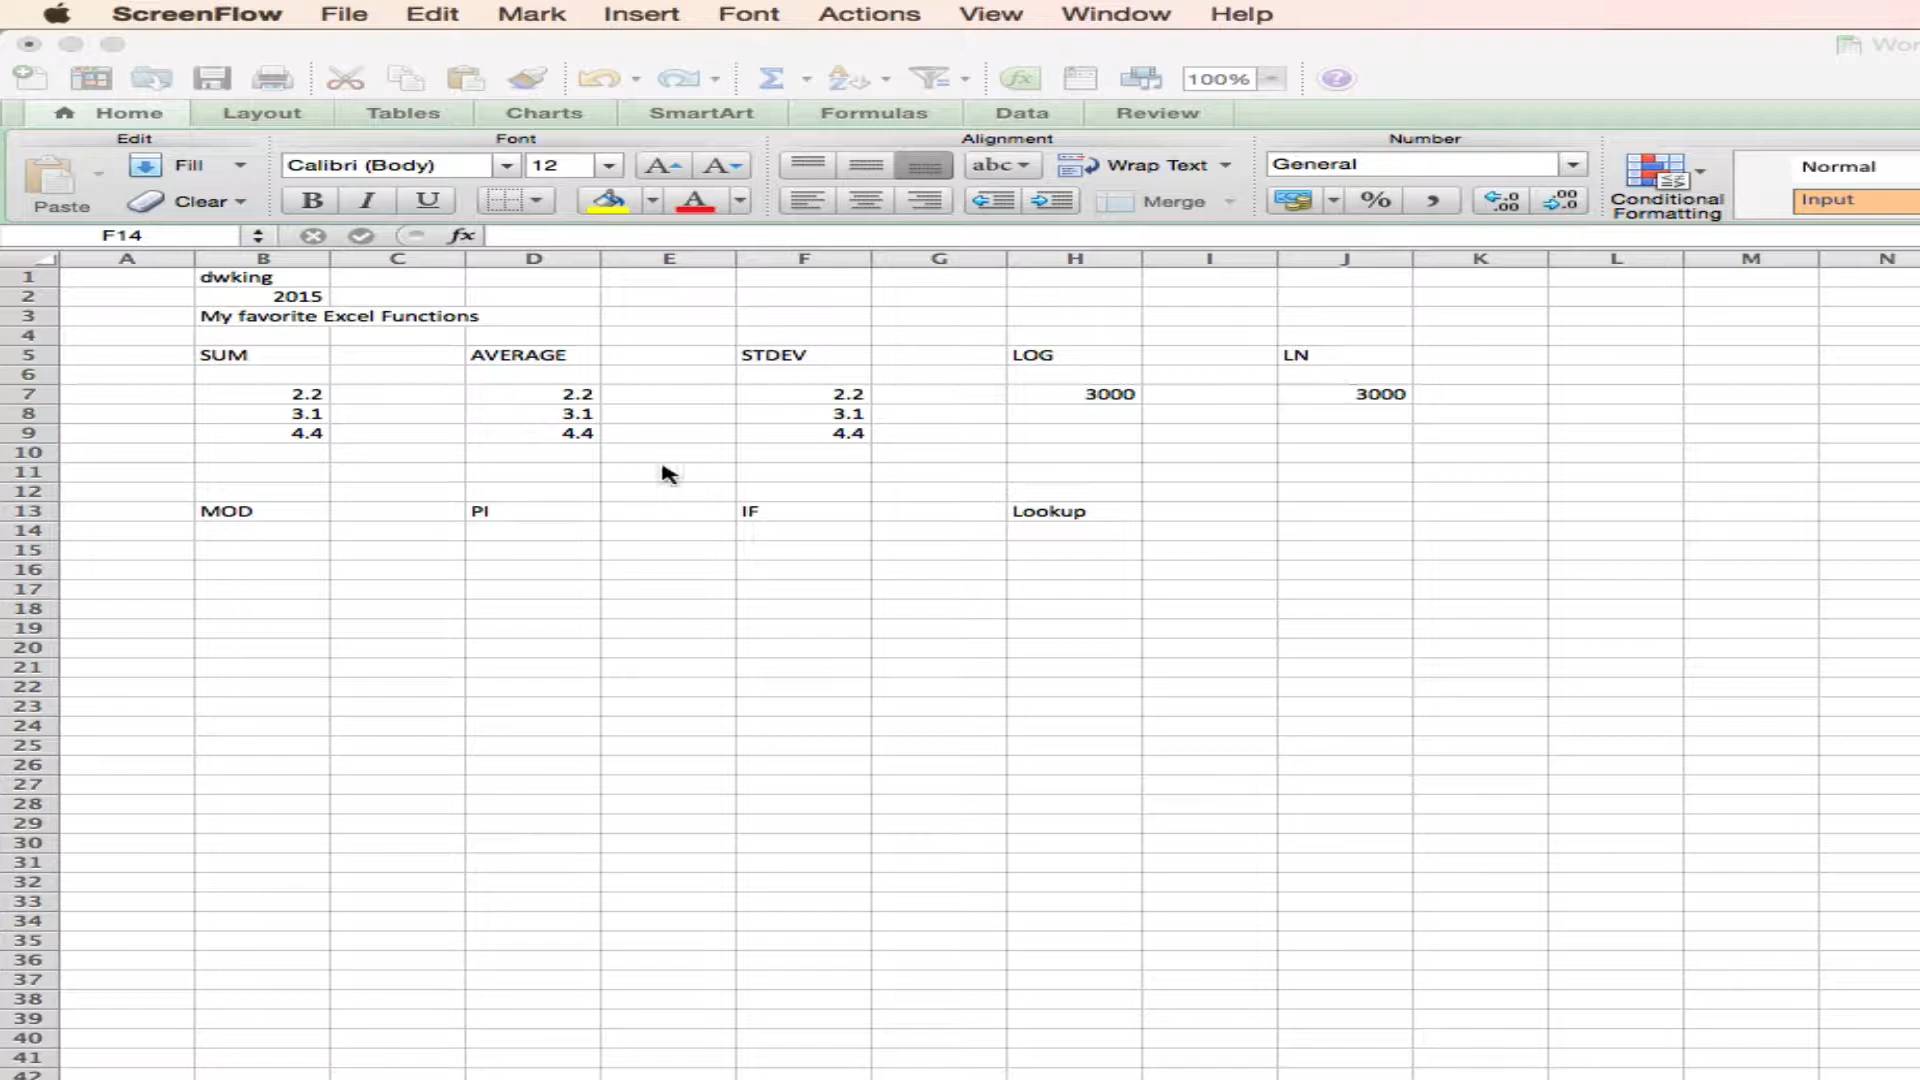 ScreenFlow File Edit Mark Insert Font Actions View Window Help
Wor
100%
Home Layout Tables Charts SmartArt Formulas Data Review
Edit Font Alignment Number
Fill Calibri (Body) 12 A A abc Wrap Text General Normal
Paste Clear B I U A Merge % , .0 .00 .00 .0 Conditional Formatting Input
F14 fx
A B C D E F G H I J K L M N
1 dwking
2 2015
3 My favorite Excel Functions
4
5 SUM AVERAGE STDEV LOG LN
6
7 2.2 2.2 2.2 3000 3000
8 3.1 3.1 3.1
9 4.4 4.4 4.4
10
11
12
13 MOD PI IF Lookup
14
15
16
17
18
19
20
21
22
23
24
25
26
27
28
29
30
31
32
33
34
35
36
37
38
39
40
41
42